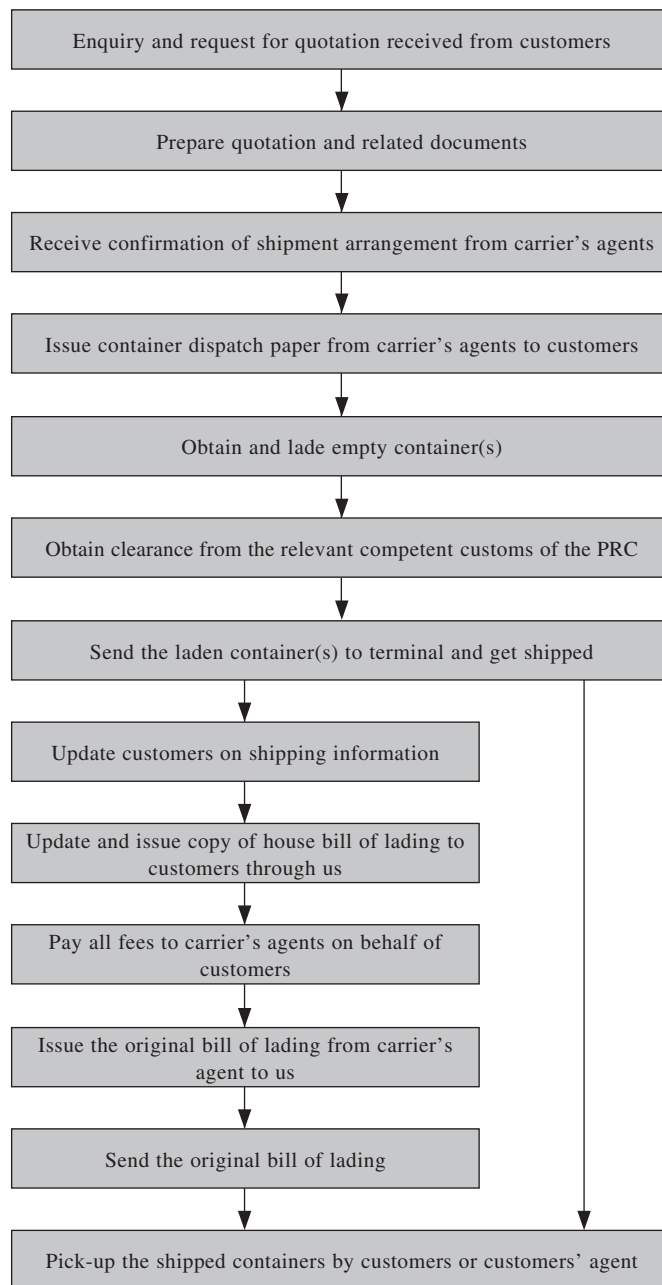 Enquiry and request for quotation received from customers
Prepare quotation and related documents
Receive confirmation of shipment arrangement from carrier’s agents
Issue container dispatch paper from carrier’s agents to customers
Obtain and lade empty container(s)
Obtain clearance from the relevant competent customs of the PRC
Send the laden container(s) to terminal and get shipped
Update customers on shipping information
Update and issue copy of house bill of lading to
customers through us
Pay all fees to carrier’s agents on behalf of
customers
Issue the original bill of lading from carrier’s
agent to us
Send the original bill of lading
Pick-up the shipped containers by customers or customers’ agent